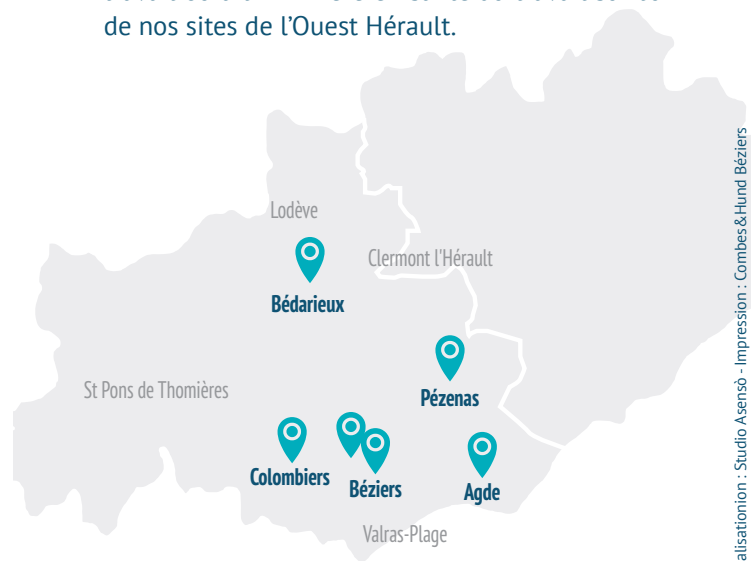 de nos sites de l'Ouest Hérault.
Lodève
Clermont l'Hérault
Bédarieux
St Pons de Thomières
Pézenas
Colombiers
Béziers
Agde
Valras-Plage
alisationion : Studio Asensò - Impression : Combes&Hund Béziers